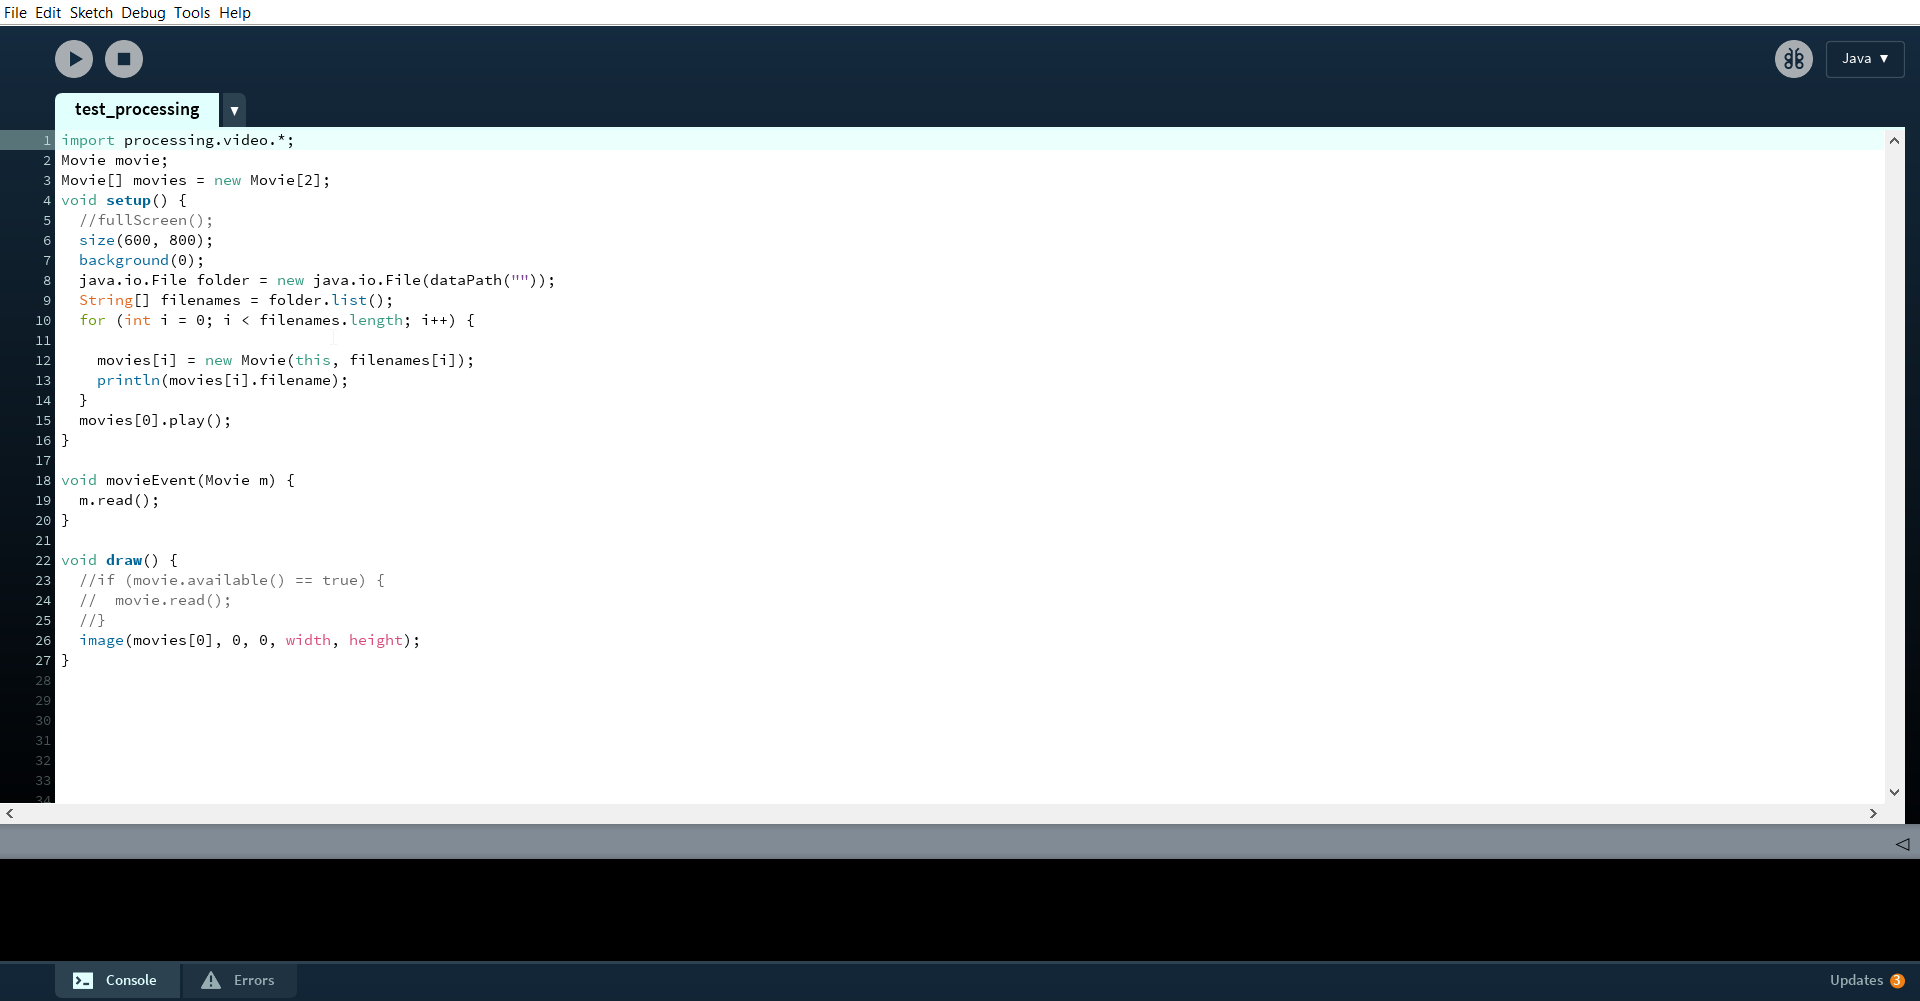 File Edit Sketch Debug Tools Help
Java ▼
test_processing ▼
1 import processing.video.*;
2 Movie movie;
3 Movie[] movies = new Movie[2];
4 void setup() {
5   //fullScreen();
6   size(600, 800);
7   background(0);
8   java.io.File folder = new java.io.File(dataPath(""));
9   String[] filenames = folder.list();
10   for (int i = 0; i < filenames.length; i++) {
11
12     movies[i] = new Movie(this, filenames[i]);
13     println(movies[i].filename);
14   }
15   movies[0].play();
16 }
17
18 void movieEvent(Movie m) {
19   m.read();
20 }
21
22 void draw() {
23   //if (movie.available() == true) {
24   //  movie.read();
25   //}
26   image(movies[0], 0, 0, width, height);
27 }
28
29
30
31
32
33
34
Console Errors Updates 3